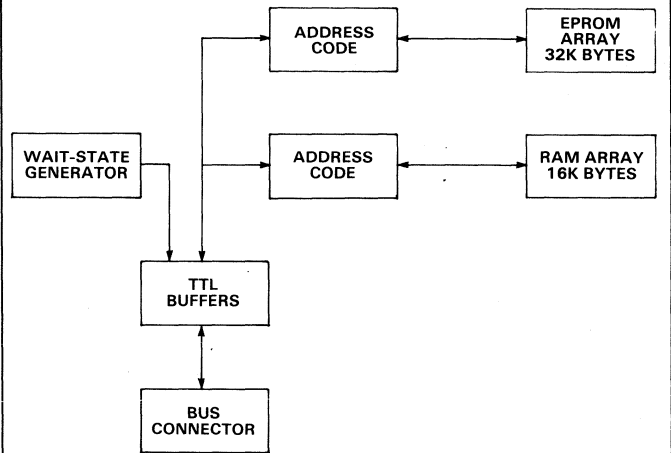 ADDRESS
CODE
EPROM
ARRAY
32K BYTES
WAIT-STATE
GENERATOR
ADDRESS
CODE
RAM ARRAY
16K BYTES
TTL
BUFFERS
BUS
CONNECTOR